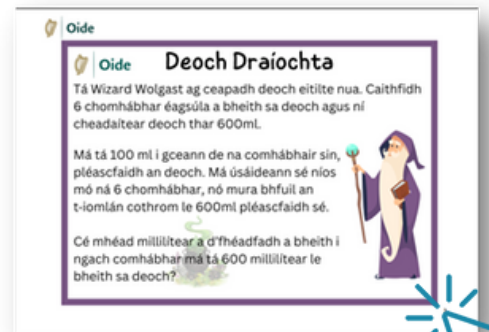 Oide
Oide
Deoch Draíochta
Tá Wizard Wolgast ag ceapadh deoch eitilte nua. Caithfidh
6 chomhábhar éagsúla a bheith sa deoch agus ní
cheadaítear deoch thar 600ml.
Má tá 100 ml i gceann de na comhábhair sin,
pléascfaidh an deoch. Má úsáideann sé níos
mó ná 6 chomhábhar, nó mura bhfuil an
t-iomlán cothrom le 600ml pléascfaidh sé.
Cé mhéad millilítear a d'fhéadfadh a bheith i
ngach comhábhar má tá 600 millilítear le
bheith sa deoch?